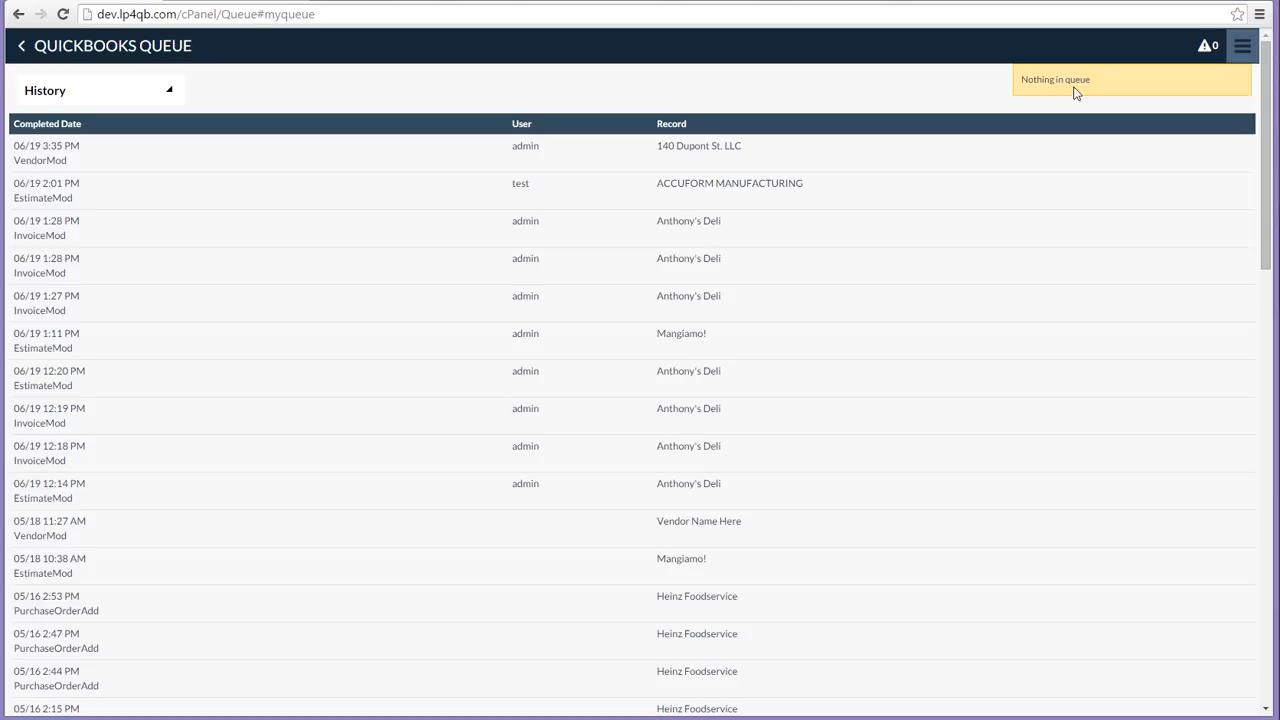 dev.lp4qb.com/cPanel/Queue#myqueue
QUICKBOOKS QUEUE
0
History
Nothing in queue
Completed Date User Record
06/19 3:35 PM admin 140 Dupont St. LLC
VendorMod
06/19 2:01 PM test ACCUFORM MANUFACTURING
EstimateMod
06/19 1:28 PM admin Anthony's Deli
InvoiceMod
06/19 1:28 PM admin Anthony's Deli
InvoiceMod
06/19 1:27 PM admin Anthony's Deli
InvoiceMod
06/19 1:11 PM admin Mangiamo!
EstimateMod
06/19 12:20 PM admin Anthony's Deli
EstimateMod
06/19 12:19 PM admin Anthony's Deli
InvoiceMod
06/19 12:18 PM admin Anthony's Deli
InvoiceMod
06/19 12:14 PM admin Anthony's Deli
EstimateMod
05/18 11:27 AM Vendor Name Here
VendorMod
05/18 10:38 AM Mangiamo!
EstimateMod
05/16 2:53 PM Heinz Foodservice
PurchaseOrderAdd
05/16 2:47 PM Heinz Foodservice
PurchaseOrderAdd
05/16 2:44 PM Heinz Foodservice
PurchaseOrderAdd
05/16 2:15 PM Heinz Foodservice